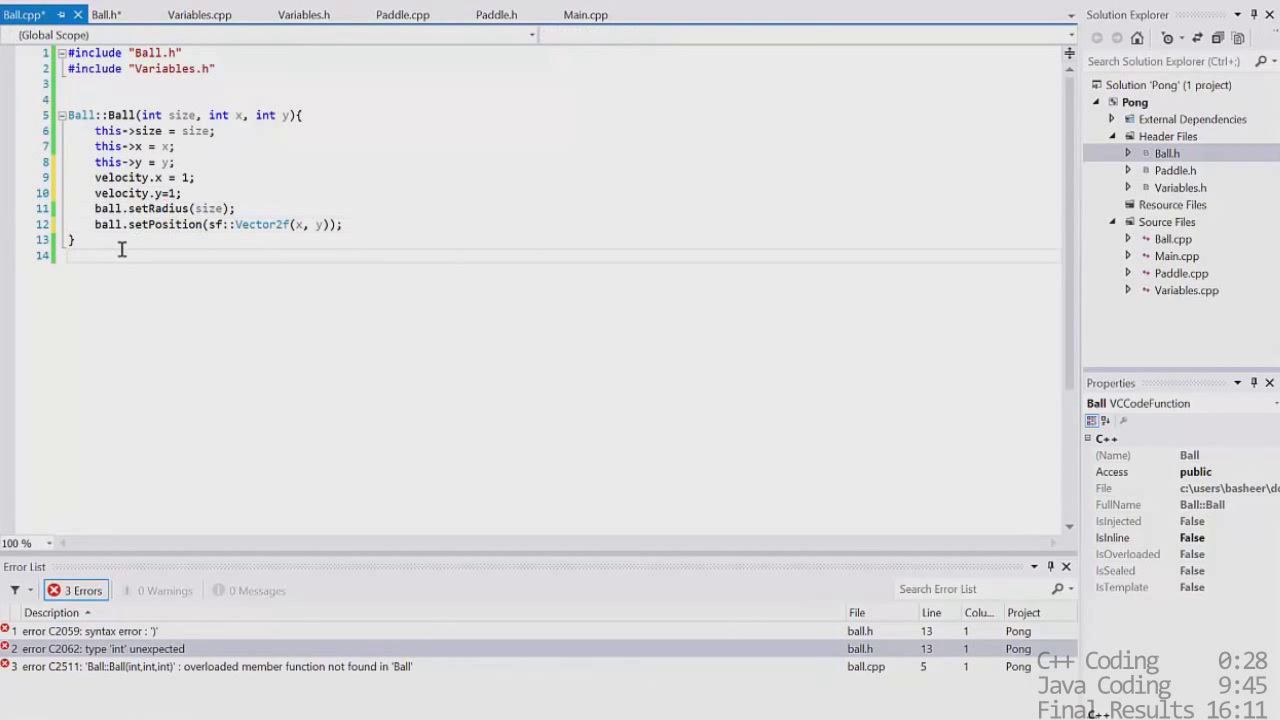 Ball.cpp* Ball.h* Variables.cpp Variables.h Paddle.cpp Paddle.h Main.cpp
(Global Scope)
1 #include "Ball.h"
2 #include "Variables.h"
3
4
5 Ball::Ball(int size, int x, int y){
6 this->size = size;
7 this->x = x;
8 this->y = y;
9 velocity.x = 1;
10 velocity.y=1;
11 ball.setRadius(size);
12 ball.setPosition(sf::Vector2f(x, y));
13 }
14
100 %
Solution Explorer
Search Solution Explorer (Ctrl+;)
Solution 'Pong' (1 project)
Pong
External Dependencies
Header Files
Ball.h
Paddle.h
Variables.h
Resource Files
Source Files
Ball.cpp
Main.cpp
Paddle.cpp
Variables.cpp
Properties
Ball VCCodeFunction
C++
(Name) Ball
Access public
File c:\users\basheer\do
FullName Ball::Ball
IsInjected False
IsInline False
IsOverloaded False
IsSealed False
IsTemplate False
C++
Error List
3 Errors 0 Warnings 0 Messages
Search Error List
Description File Line Colu... Project
1 error C2059: syntax error : ')' ball.h 13 1 Pong
2 error C2062: type 'int' unexpected ball.h 13 1 Pong
3 error C2511: 'Ball::Ball(int,int,int)' : overloaded member function not found in 'Ball' ball.cpp 5 1 Pong
C++ Coding 0:28
Java Coding 9:45
Final Results 16:11